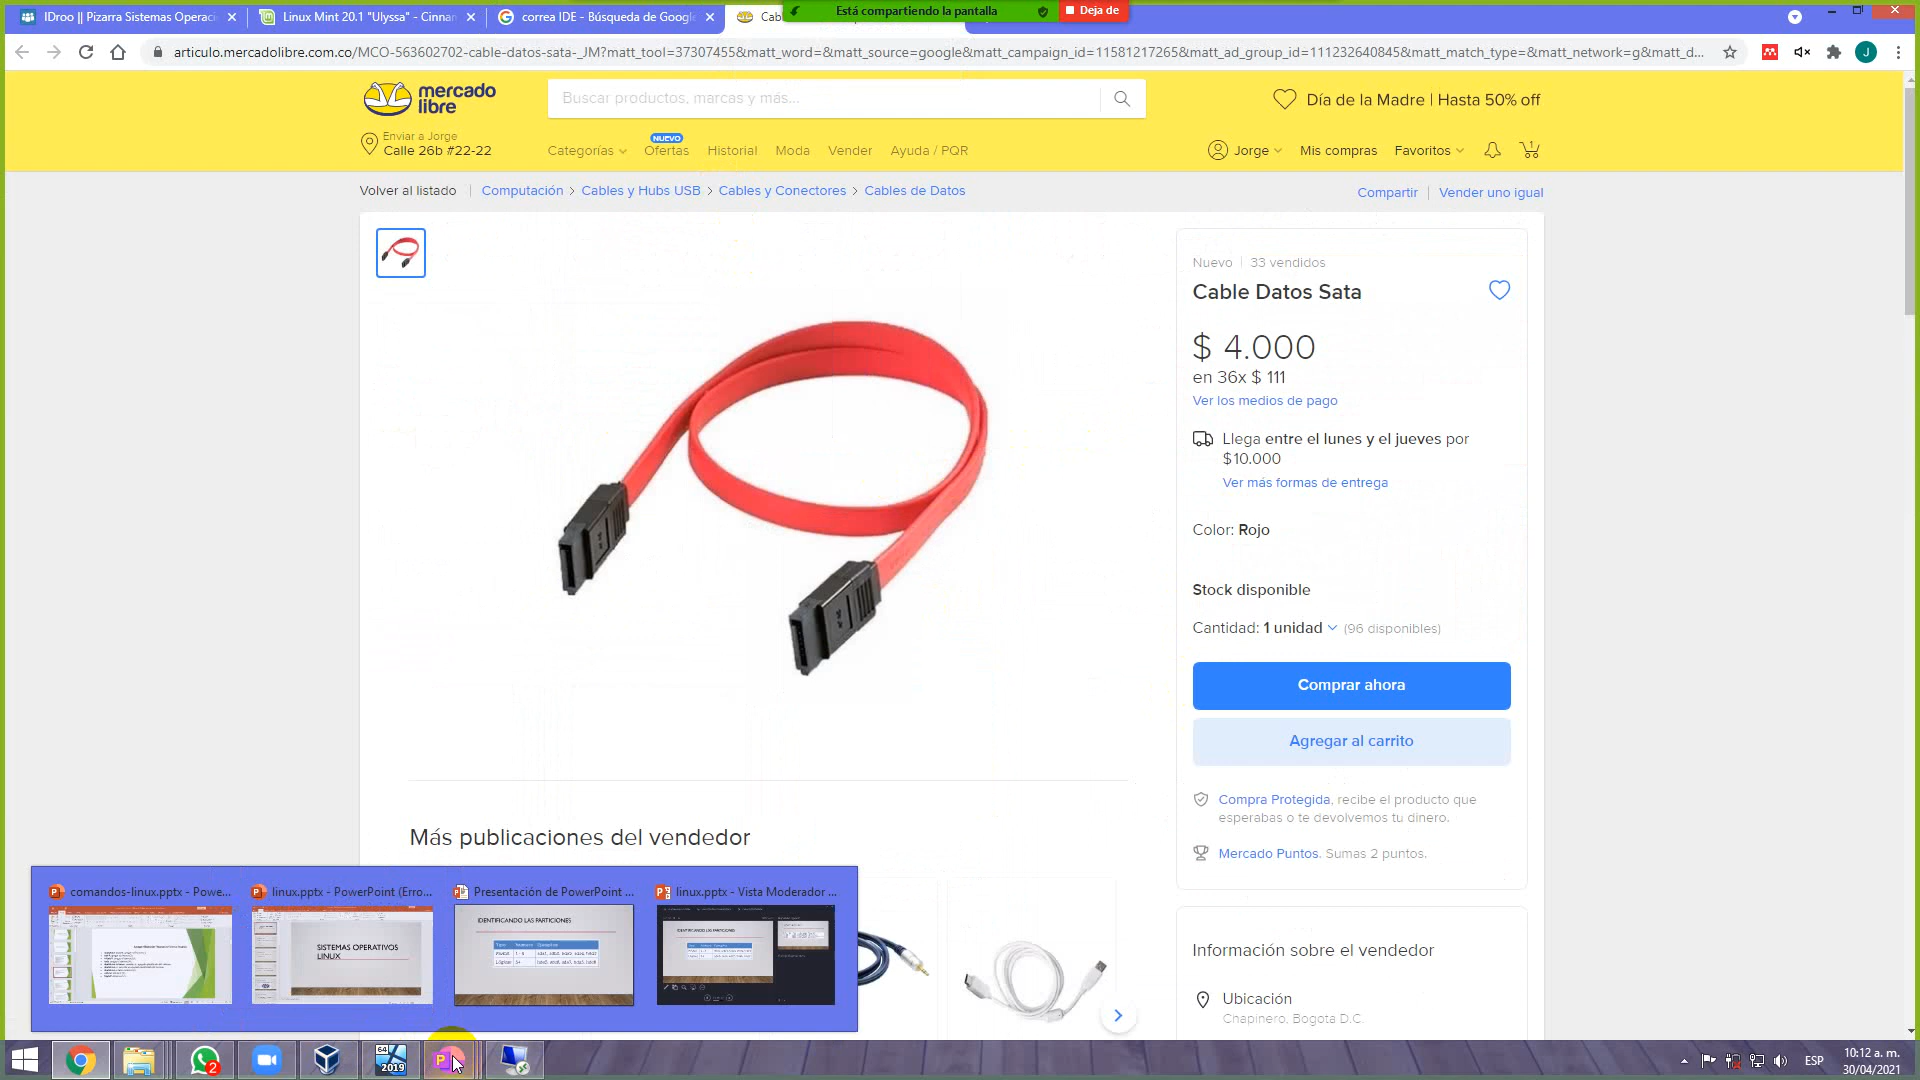 IDroo || Pizarra Sistemas Operaci
Linux Mint 20.1 "Ulyssa" - Cinnan
correa IDE - Búsqueda de Google
Cab
Está compartiendo la pantalla
Deja de
articulo.mercadolibre.com.co/MCO-563602702-cable-datos-sata-_JM?matt_tool=37307455&matt_word=&matt_source=google&matt_campaign_id=11581217265&matt_ad_group_id=111232640845&matt_match_type=&matt_network=g&matt_d...
J
mercado
libre
Buscar productos, marcas y más...
Día de la Madre | Hasta 50% off
Enviar a Jorge
Calle 26b #22-22
NUEVO
Categorías
Ofertas
Historial
Moda
Vender
Ayuda / PQR
Jorge
Mis compras
Favoritos
1
Volver al listado
Computación > Cables y Hubs USB > Cables y Conectores > Cables de Datos
Compartir
Vender uno igual
Nuevo | 33 vendidos
Cable Datos Sata
$ 4.000
en 36x $ 111
Ver los medios de pago
Llega entre el lunes y el jueves por
$10.000
Ver más formas de entrega
Color: Rojo
Stock disponible
Cantidad: 1 unidad (96 disponibles)
Comprar ahora
Agregar al carrito
Compra Protegida, recibe el producto que
esperabas o te devolvemos tu dinero.
Mercado Puntos. Sumas 2 puntos.
Más publicaciones del vendedor
Información sobre el vendedor
Ubicación
Chapinero, Bogota D.C.
comandos-linux.pptx - Powe...
linux.pptx - PowerPoint (Erro...
Presentación de PowerPoint ...
linux.pptx - Vista Moderador ...
SISTEMAS OPERATIVOS
LINUX
IDENTIFICANDO LAS PARTICIONES
2
64
2019
ESP
10:12 a. m.
30/04/2021